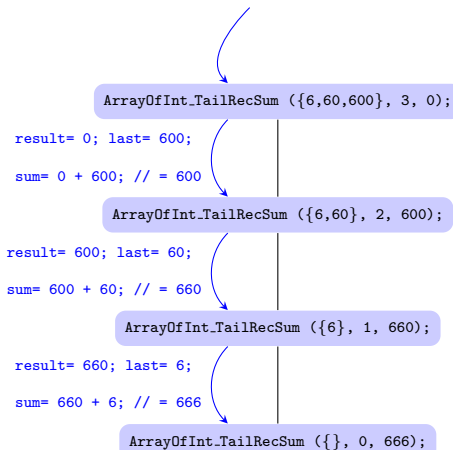 ArrayOfInt_TailRecSum ({6,60,600}, 3, 0);
result= 0; last= 600;
sum= 0 + 600; // = 600
ArrayOfInt_TailRecSum ({6,60}, 2, 600);
result= 600; last= 60;
sum= 600 + 60; // = 660
ArrayOfInt_TailRecSum ({6}, 1, 660);
result= 660; last= 6;
sum= 660 + 6; // = 666
ArrayOfInt_TailRecSum ({}, 0, 666);